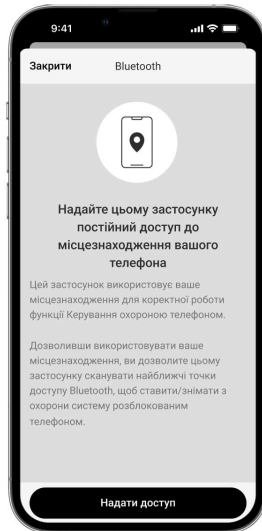 9:41
Закрити Bluetooth
Надайте цьому застосунку
постійний доступ до
місцезнаходження вашого
телефона
Цей застосунок використовує ваше
місцезнаходження для коректної роботи
функції Керування охороною телефоном.
Дозволивши використовувати ваше
місцезнаходження, ви дозволите цьому
застосунку сканувати найближчі точки
доступу Bluetooth, щоб ставити/знімати з
охорони систему розблокованим
телефоном.
Надати доступ